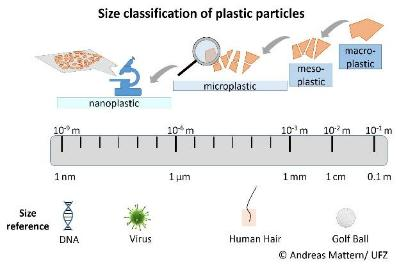 Size classification of plastic particles
macro-
plastic
meso-
plastic
microplastic
nanoplastic
10⁻⁹ m 10⁻⁶ m 10⁻³ m 10⁻² m 10⁻¹ m
1 nm 1 µm 1 mm 1 cm 0.1 m
Size
reference
DNA Virus Human Hair Golf Ball
© Andreas Mattern/ UFZ